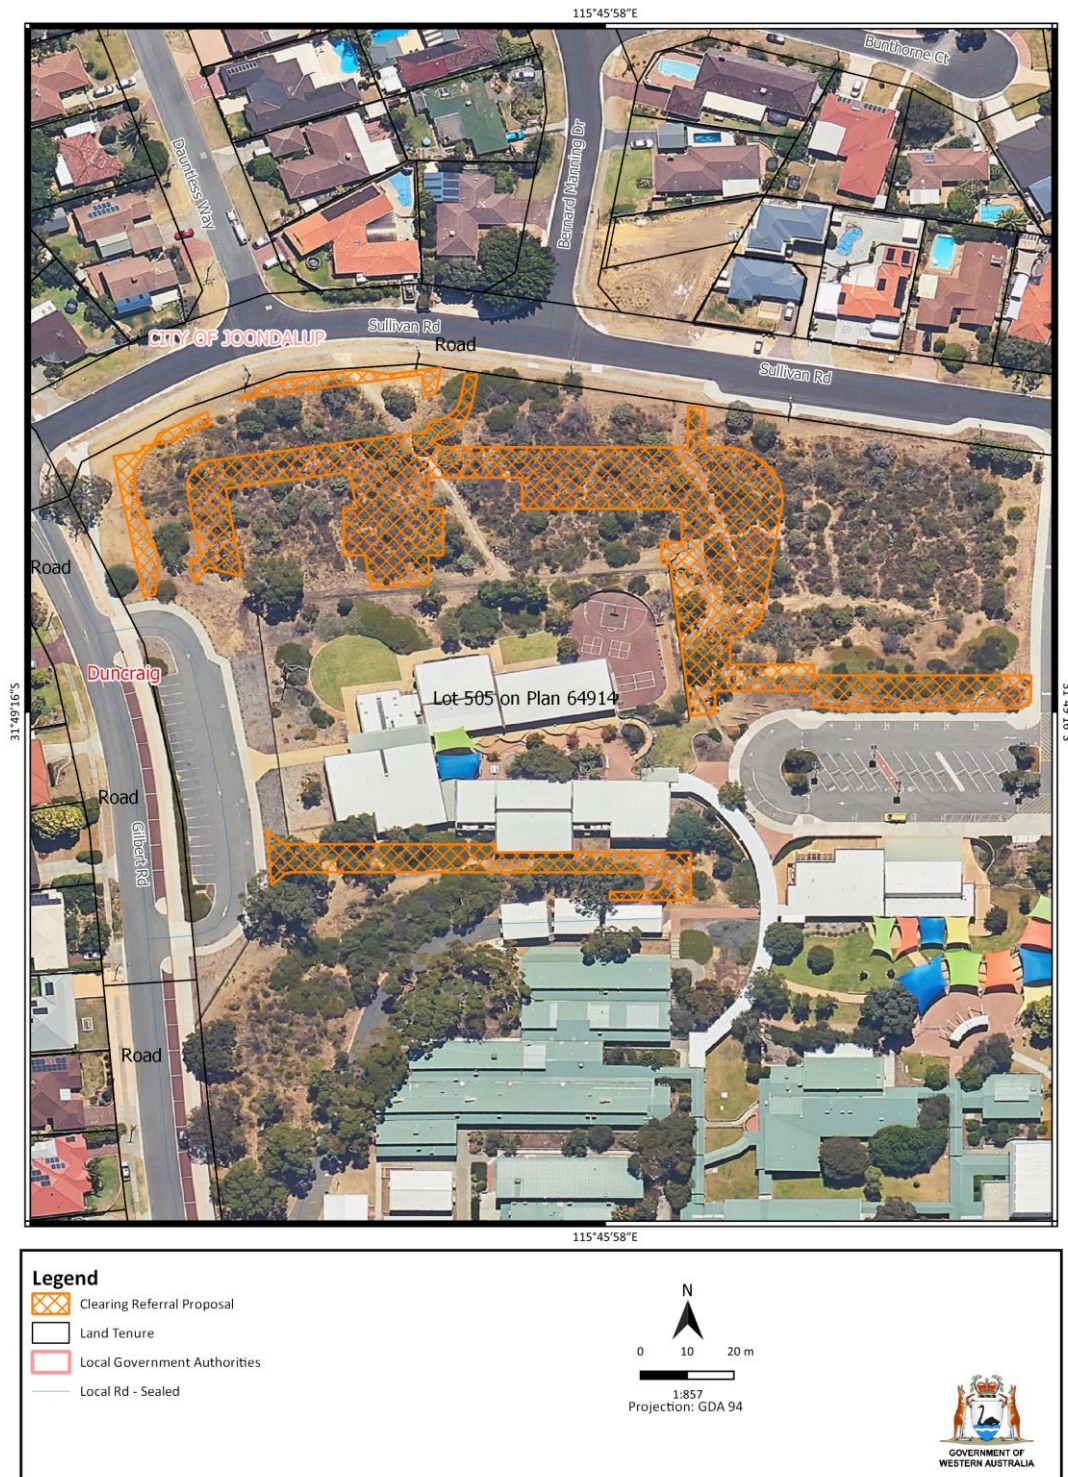 115°45'58"E
Bunthorne Ct
Dauntless Way
Bernard Manning Dr
CITY OF JOONDALUP
Sullivan Rd
Road
Sullivan Rd
Road
Duncraig
31°49'16"S
Lot 505 on Plan 64914
31°49'16"S
Road
Gilbert Rd
Road
115°45'58"E
Legend
Clearing Referral Proposal
Land Tenure
Local Government Authorities
Local Rd - Sealed
N
0 10 20 m
1:857
Projection: GDA 94
GOVERNMENT OF
WESTERN AUSTRALIA